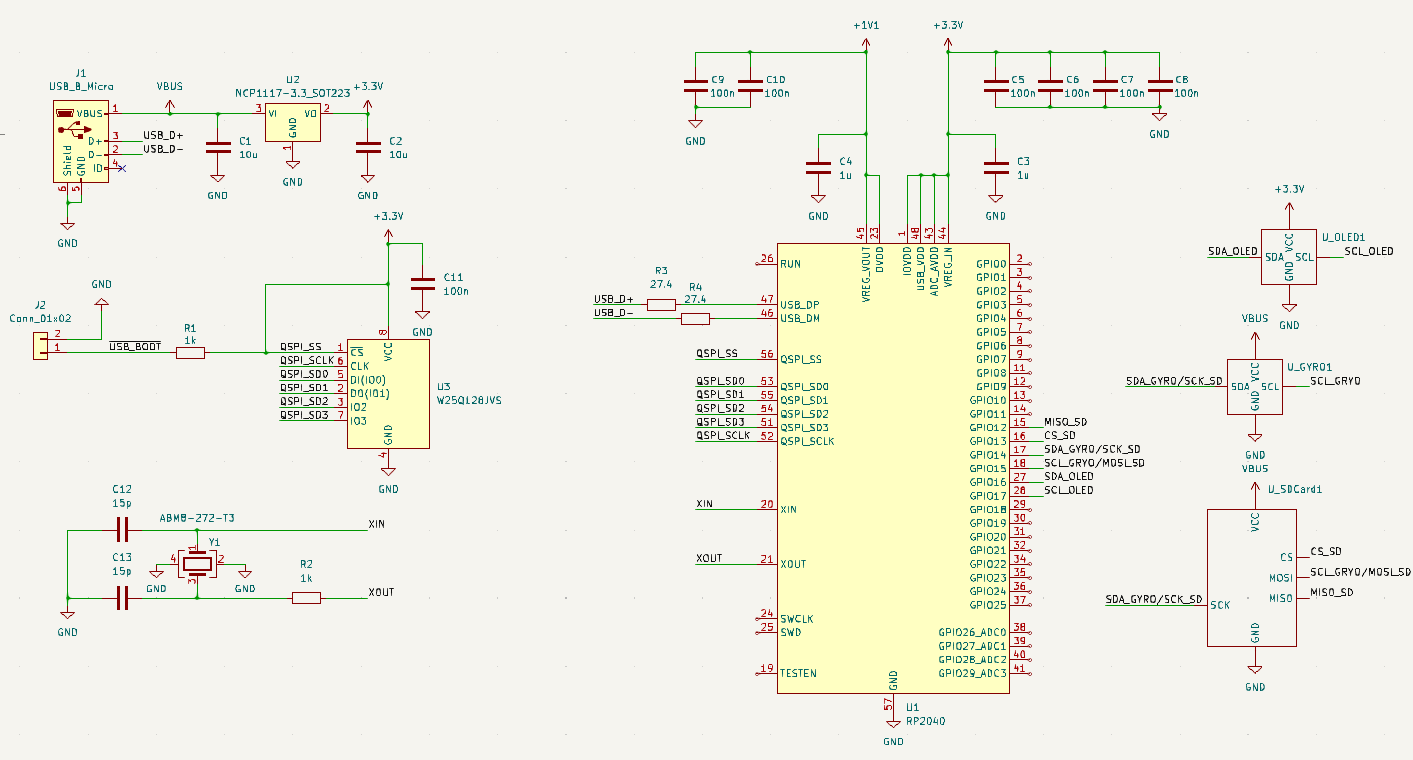 J1
USB_B_Micro
VBUS
1
D+
3
D-
2
ID
4
Shield
GND
6
5
GND
USB_D+
USB_D-
VBUS
C1
10u
GND
U2
NCP1117-3.3_SOT223
3
VI
VO
2
GND
1
GND
+3.3V
C2
10u
GND
+3.3V
C11
100n
GND
GND
J2
Conn_01x02
2
1
USB_BOOT
R1
1k
QSPI_SS
QSPI_SCLK
QSPI_SD0
QSPI_SD1
QSPI_SD2
QSPI_SD3
1
6
5
2
3
7
CS
CLK
DI(IO0)
DO(IO1)
IO2
IO3
8
VCC
GND
4
GND
U3
W25Q128JVS
C12
15p
C13
15p
GND
ABM8-272-T3
Y1
1
4
2
3
GND
GND
R2
1k
XIN
XOUT
+1V1
C9
100n
C10
100n
GND
C4
1u
GND
+3.3V
C5
100n
C6
100n
C7
100n
C8
100n
GND
C3
1u
GND
45
23
1
48
43
44
VREG_VOUT
DVDD
IOVDD
USB_VDD
ADC_AVDD
VREG_IN
26
RUN
R3
27.4
R4
27.4
USB_D+
47
USB_DP
USB_D-
46
USB_DM
QSPI_SS
56
QSPI_SS
QSPI_SD0
53
QSPI_SD0
QSPI_SD1
55
QSPI_SD1
QSPI_SD2
54
QSPI_SD2
QSPI_SD3
51
QSPI_SD3
QSPI_SCLK
52
QSPI_SCLK
XIN
20
XIN
XOUT
21
XOUT
24
SWCLK
25
SWD
19
TESTEN
GPIO0
2
GPIO1
3
GPIO2
4
GPIO3
5
GPIO4
6
GPIO5
7
GPIO6
8
GPIO7
9
GPIO8
11
GPIO9
12
GPIO10
13
GPIO11
14
GPIO12
15
MISO_SD
GPIO13
16
CS_SD
GPIO14
17
SDA_GYRO/SCK_SD
GPIO15
18
SCL_GRYO/MOSI_SD
GPIO16
27
SDA_OLED
GPIO17
28
SCL_OLED
GPIO18
29
GPIO19
30
GPIO20
31
GPIO21
32
GPIO22
34
GPIO23
35
GPIO24
36
GPIO25
37
GPIO26_ADC0
38
GPIO27_ADC1
39
GPIO28_ADC2
40
GPIO29_ADC3
41
GND
57
U1
RP2040
GND
+3.3V
U_OLED1
SDA_OLED
SDA
VCC
GND
SCL
SCL_OLED
GND
VBUS
U_GYRO1
SDA_GYRO/SCK_SD
SDA
VCC
GND
SCL
SCL_GRYO
GND
VBUS
U_SDCard1
VCC
CS
CS_SD
MOSI
SCL_GRYO/MOSI_SD
MISO
MISO_SD
SDA_GYRO/SCK_SD
SCK
GND
GND